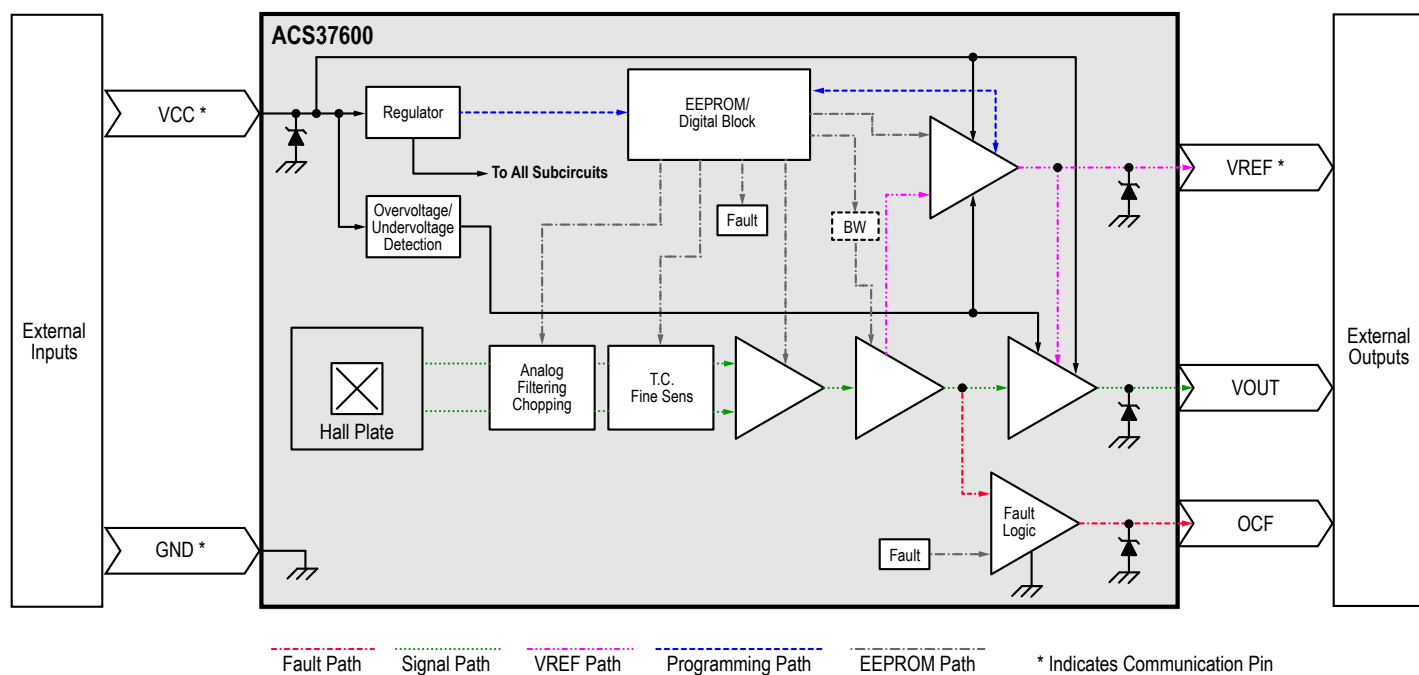 ACS37600
External
Inputs
VCC *
GND *
Regulator
To All Subcircuits
Overvoltage/
Undervoltage
Detection
EEPROM/
Digital Block
Fault
BW
Hall Plate
Analog
Filtering
Chopping
T.C.
Fine Sens
Fault
Fault
Logic
VREF *
VOUT
OCF
External
Outputs
Fault Path
Signal Path
VREF Path
Programming Path
EEPROM Path
* Indicates Communication Pin